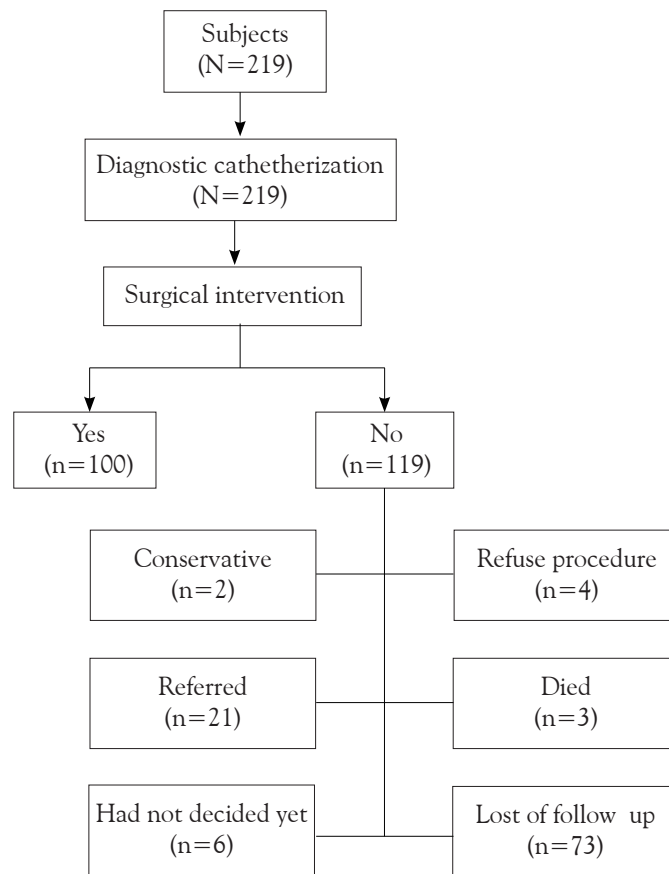 Subjects
(N=219)
Diagnostic cathetherization
(N=219)
Surgical intervention
Yes
(n=100)
No
(n=119)
Conservative
(n=2)
Refuse procedure
(n=4)
Referred
(n=21)
Died
(n=3)
Had not decided yet
(n=6)
Lost of follow up
(n=73)